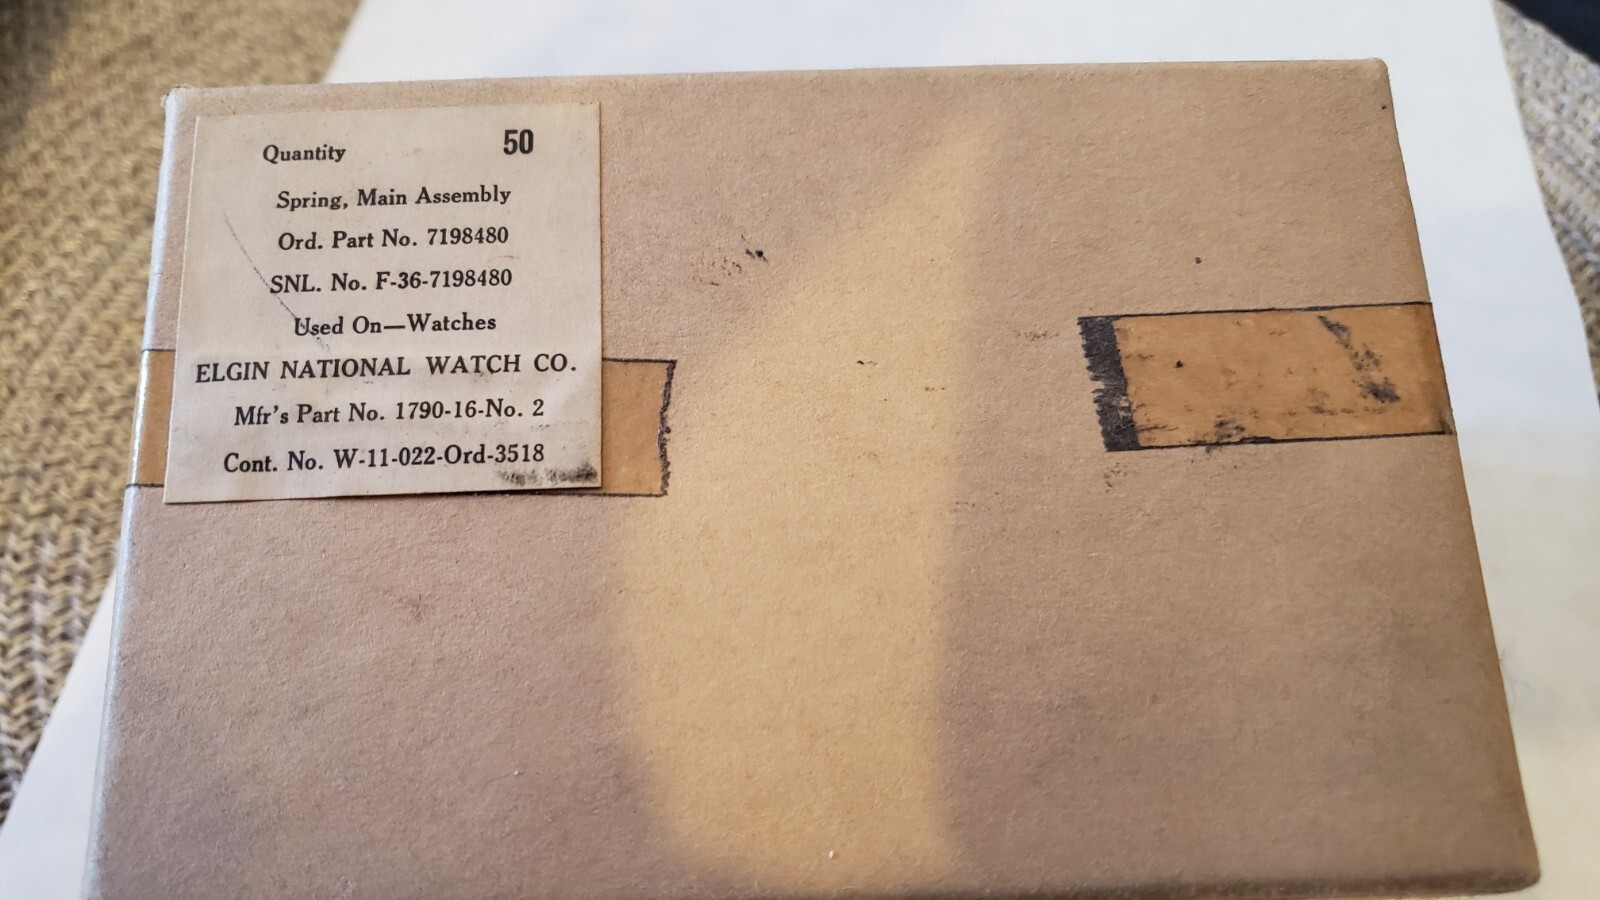 Quantity 50
Spring, Main Assembly
Ord. Part No. 7198480
SNL. No. F-36-7198480
Used On—Watches
ELGIN NATIONAL WATCH CO.
Mfr's Part No. 1790-16-No. 2
Cont. No. W-11-022-Ord-3518